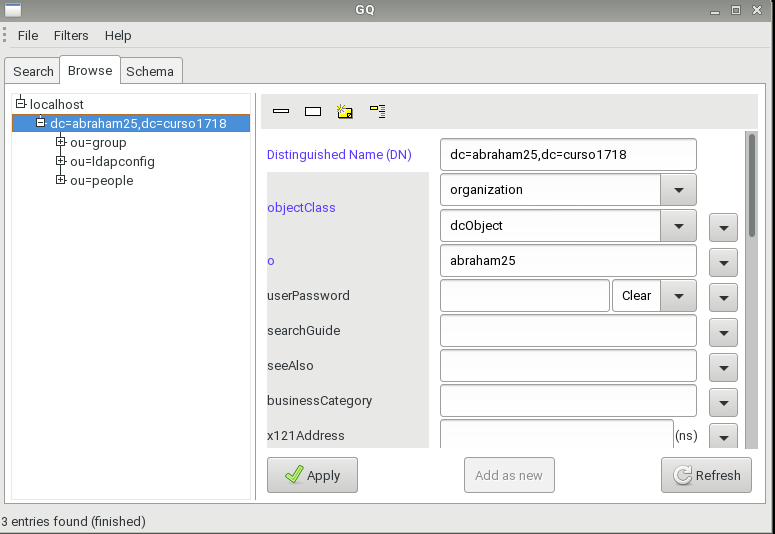 GQ
File Filters Help
Search Browse Schema
localhost
dc=abraham25,dc=curso1718
ou=group
ou=ldapconfig
ou=people
Distinguished Name (DN) dc=abraham25,dc=curso1718
objectClass organization
dcObject
o abraham25
userPassword Clear
searchGuide
seeAlso
businessCategory
x121Address (ns)
Apply Add as new Refresh
3 entries found (finished)